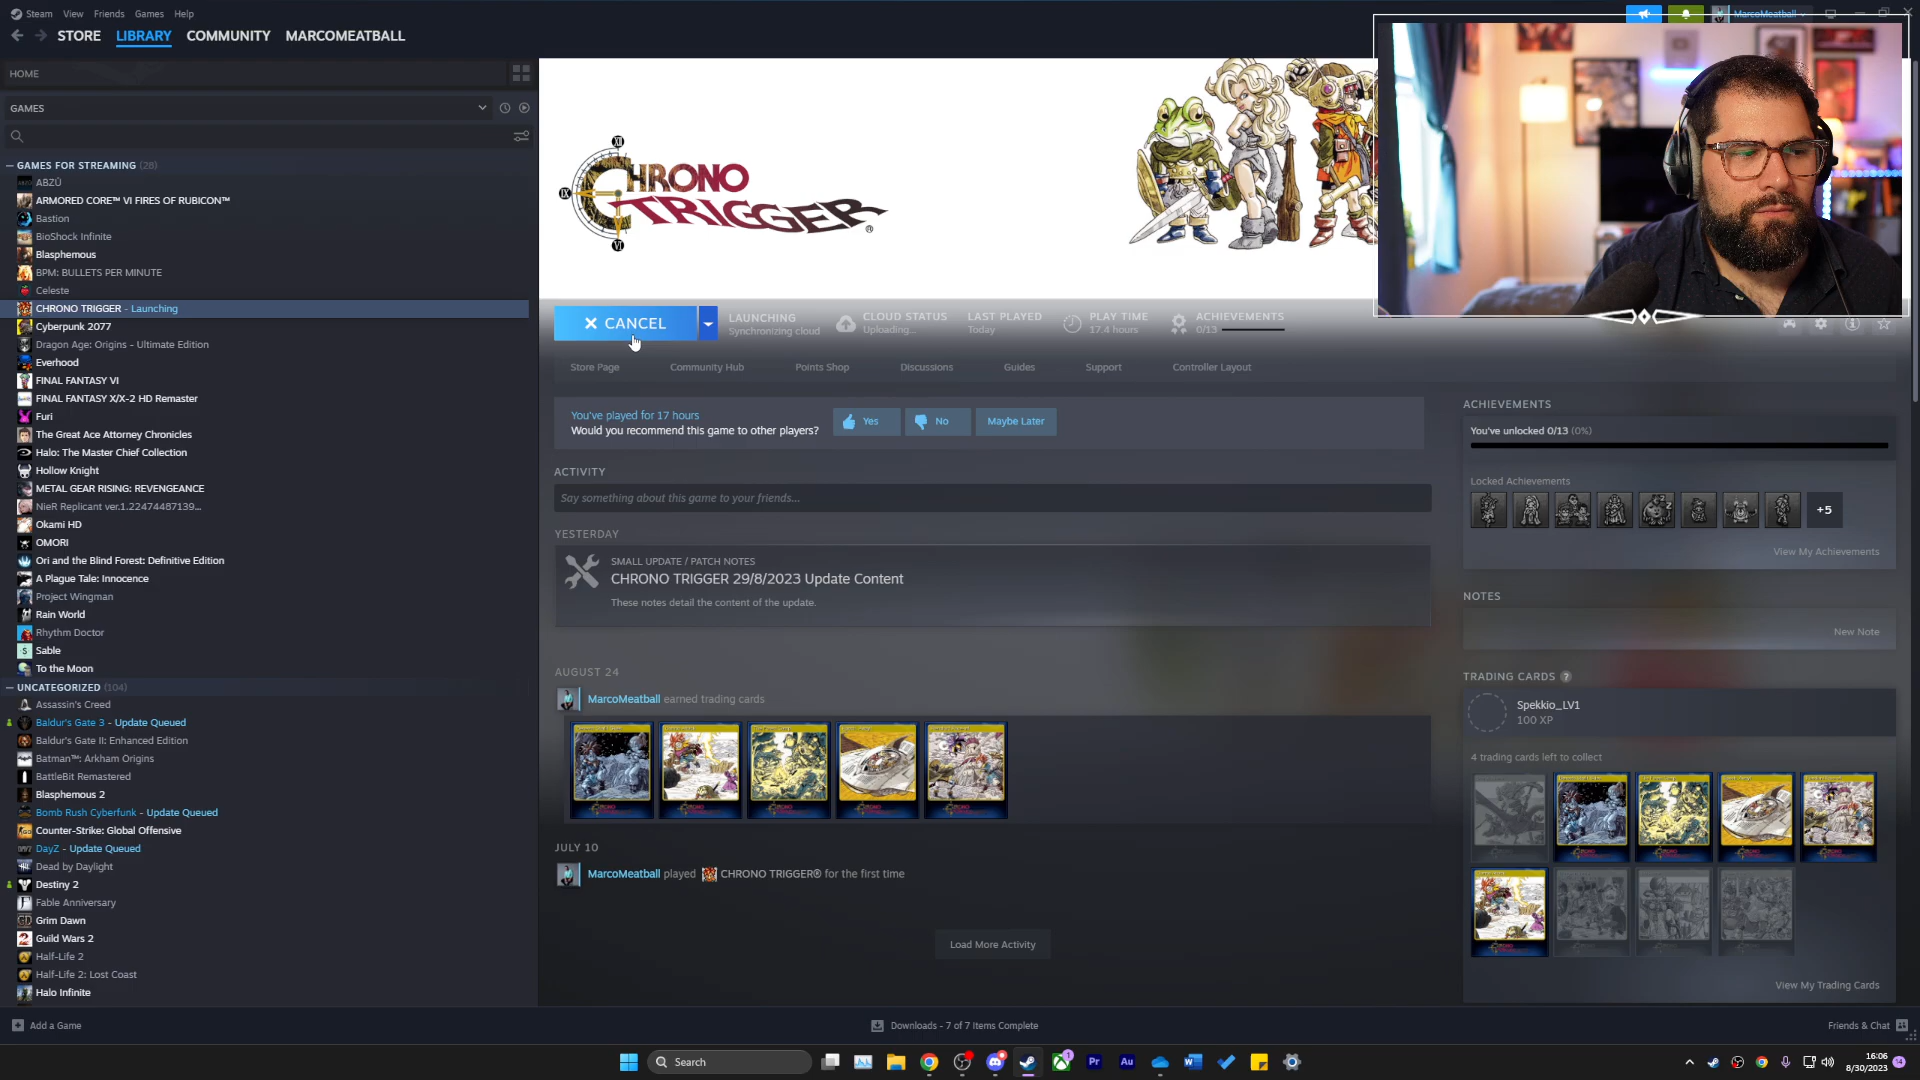 Steam View Friends Games Help
MarcoMeatball
STORE LIBRARY COMMUNITY MARCOMEATBALL
HOME
GAMES
GAMES FOR STREAMING (28)
ABZÛ
ARMORED CORE™ VI FIRES OF RUBICON™
Bastion
BioShock Infinite
Blasphemous
BPM: BULLETS PER MINUTE
Celeste
CHRONO TRIGGER - Launching
Cyberpunk 2077
Dragon Age: Origins - Ultimate Edition
Everhood
FINAL FANTASY VI
FINAL FANTASY X/X-2 HD Remaster
Furi
The Great Ace Attorney Chronicles
Halo: The Master Chief Collection
Hollow Knight
METAL GEAR RISING: REVENGEANCE
NieR Replicant ver.1.22474487139...
Okami HD
OMORI
Ori and the Blind Forest: Definitive Edition
A Plague Tale: Innocence
Project Wingman
Rain World
Rhythm Doctor
Sable
To the Moon
UNCATEGORIZED (104)
Assassin's Creed
Baldur's Gate 3 - Update Queued
Baldur's Gate II: Enhanced Edition
Batman™: Arkham Origins
BattleBit Remastered
Blasphemous 2
Bomb Rush Cyberfunk - Update Queued
Counter-Strike: Global Offensive
DayZ - Update Queued
Dead by Daylight
Destiny 2
Fable Anniversary
Grim Dawn
Guild Wars 2
Half-Life 2
Half-Life 2: Lost Coast
Halo Infinite
CHRONO
TRIGGER®
CANCEL
LAUNCHING
Synchronizing cloud
CLOUD STATUS
Uploading...
LAST PLAYED
Today
PLAY TIME
17.4 hours
ACHIEVEMENTS
0/13
Store Page Community Hub Points Shop Discussions Guides Support Controller Layout
You've played for 17 hours
Would you recommend this game to other players?
Yes No Maybe Later
ACTIVITY
Say something about this game to your friends...
YESTERDAY
SMALL UPDATE / PATCH NOTES
CHRONO TRIGGER 29/8/2023 Update Content
These notes detail the content of the update.
AUGUST 24
MarcoMeatball earned trading cards
JULY 10
MarcoMeatball played CHRONO TRIGGER® for the first time
Load More Activity
ACHIEVEMENTS
You've unlocked 0/13 (0%)
Locked Achievements
+5
View My Achievements
NOTES
New Note
TRADING CARDS ?
Spekkio_LV1
100 XP
4 trading cards left to collect
View My Trading Cards
Add a Game
Downloads - 7 of 7 Items Complete
Friends & Chat
Search
1
Pr
Au
16:06
8/30/2023
14